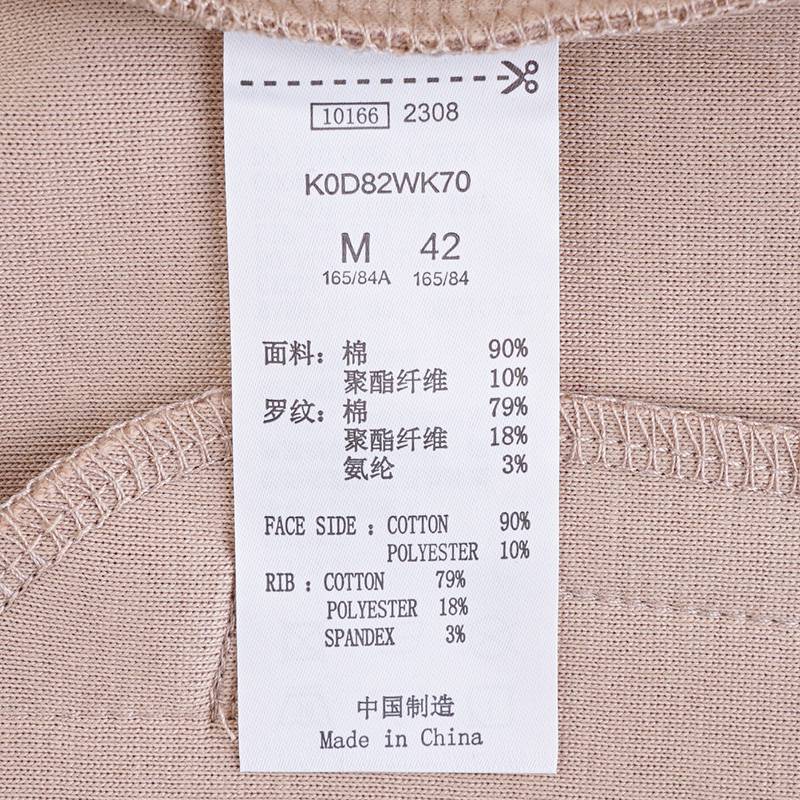 10166 2308
K0D82WK70
M 42
165/84A 165/84
面料：棉 90%
聚酯纤维 10%
罗纹：棉 79%
聚酯纤维 18%
氨纶 3%
FACE SIDE : COTTON 90%
POLYESTER 10%
RIB : COTTON 79%
POLYESTER 18%
SPANDEX 3%
中国制造
Made in China